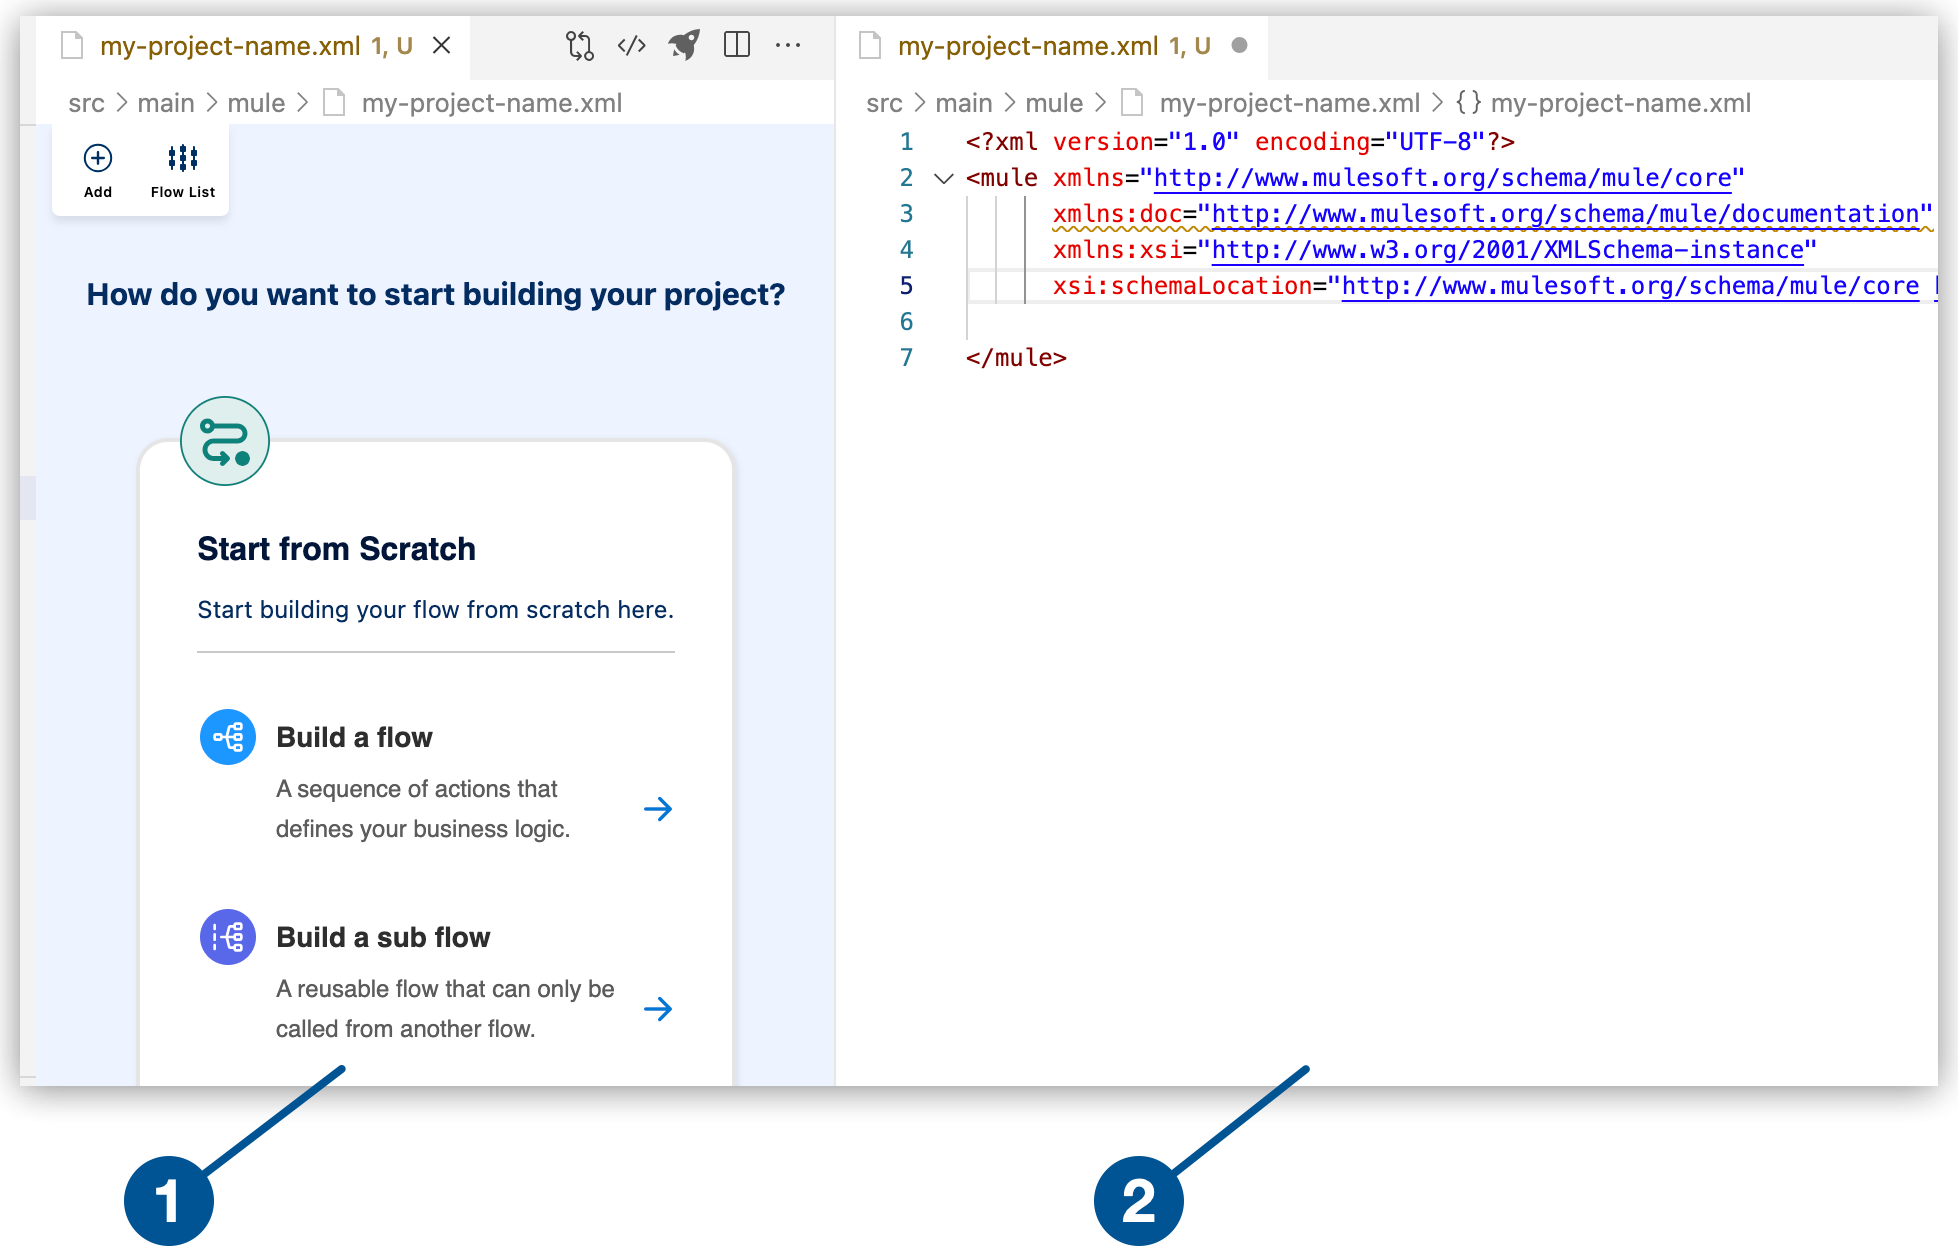 my-project-name.xml 1, U
src > main > mule > my-project-name.xml
Add
Flow List
How do you want to start building your project?
Start from Scratch
Start building your flow from scratch here.
Build a flow
A sequence of actions that
defines your business logic.
Build a sub flow
A reusable flow that can only be
called from another flow.
my-project-name.xml 1, U
src > main > mule > my-project-name.xml > {} my-project-name.xml
1 <?xml version="1.0" encoding="UTF-8"?>
2 <mule xmlns="http://www.mulesoft.org/schema/mule/core"
3 xmlns:doc="http://www.mulesoft.org/schema/mule/documentation"
4 xmlns:xsi="http://www.w3.org/2001/XMLSchema-instance"
5 xsi:schemaLocation="http://www.mulesoft.org/schema/mule/core
6
7 </mule>
1
2